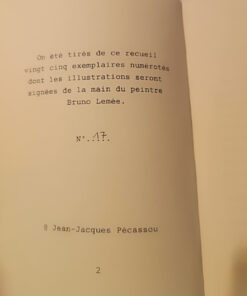 On été tirés de ce recueil
vingt cinq exemplaires numérotés
dont les illustrations seront
signées de la main du peintre
Bruno Lemée.
N°..17.
@ Jean-Jacques Pécassou
2